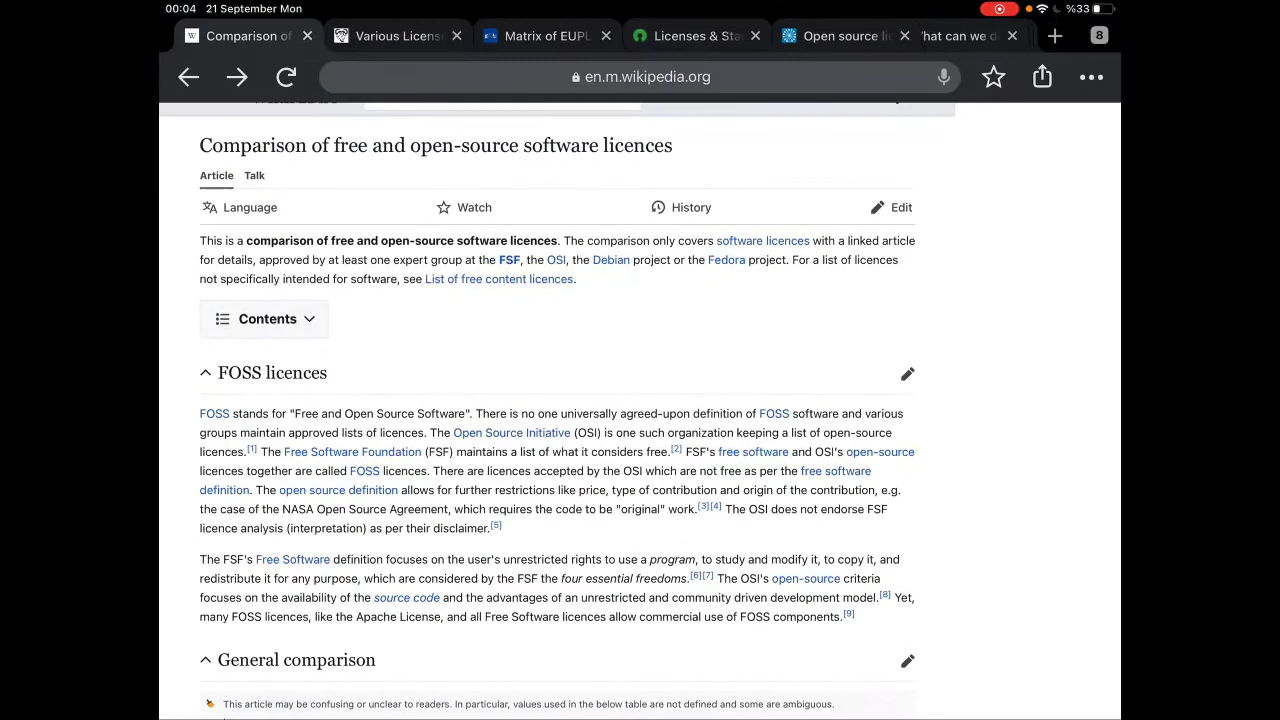 00:04 21 September Mon %33
Comparison of Various Licens Matrix of EUPL Licenses & Sta Open source li hat can we d 8
en.m.wikipedia.org
Comparison of free and open-source software licences
Article Talk
Language Watch History Edit
This is a comparison of free and open-source software licences. The comparison only covers software licences with a linked article
for details, approved by at least one expert group at the FSF, the OSI, the Debian project or the Fedora project. For a list of licences
not specifically intended for software, see List of free content licences.
Contents
FOSS licences
FOSS stands for "Free and Open Source Software". There is no one universally agreed-upon definition of FOSS software and various
groups maintain approved lists of licences. The Open Source Initiative (OSI) is one such organization keeping a list of open-source
licences.[1] The Free Software Foundation (FSF) maintains a list of what it considers free.[2] FSF's free software and OSI's open-source
licences together are called FOSS licences. There are licences accepted by the OSI which are not free as per the free software
definition. The open source definition allows for further restrictions like price, type of contribution and origin of the contribution, e.g.
the case of the NASA Open Source Agreement, which requires the code to be "original" work.[3][4] The OSI does not endorse FSF
licence analysis (interpretation) as per their disclaimer.[5]
The FSF's Free Software definition focuses on the user's unrestricted rights to use a program, to study and modify it, to copy it, and
redistribute it for any purpose, which are considered by the FSF the four essential freedoms.[6][7] The OSI's open-source criteria
focuses on the availability of the source code and the advantages of an unrestricted and community driven development model.[8] Yet,
many FOSS licences, like the Apache License, and all Free Software licences allow commercial use of FOSS components.[9]
General comparison
This article may be confusing or unclear to readers. In particular, values used in the below table are not defined and some are ambiguous.